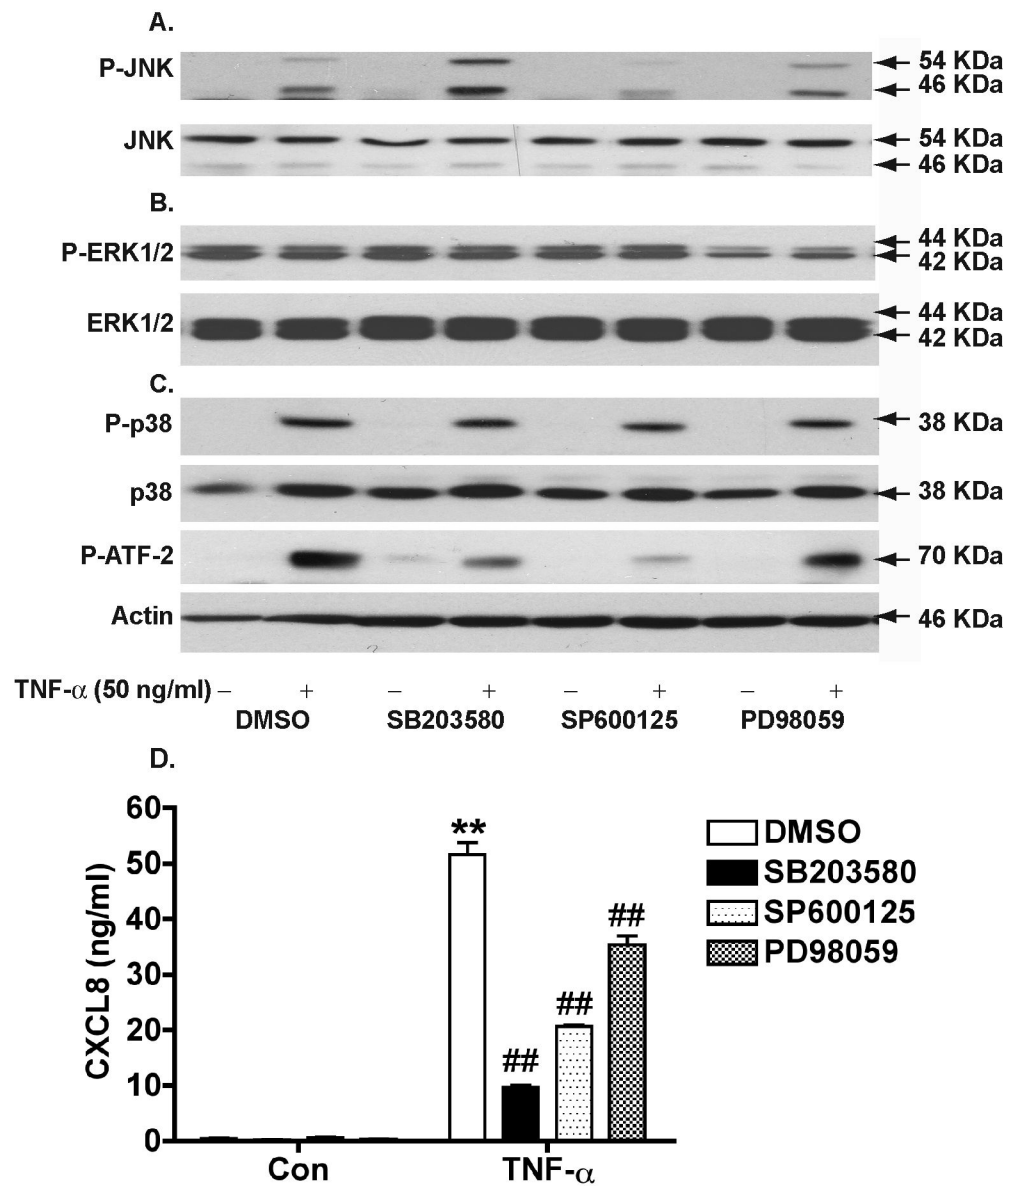 A.
P-JNK
54 KDa
46 KDa
JNK
54 KDa
46 KDa
B.
P-ERK1/2
44 KDa
42 KDa
ERK1/2
44 KDa
42 KDa
C.
P-p38
38 KDa
p38
38 KDa
P-ATF-2
70 KDa
Actin
46 KDa
TNF-α (50 ng/ml) – + – + – + – +
DMSO SB203580 SP600125 PD98059
D.
CXCL8 (ng/ml)
60
50
40
30
20
10
0
**
##
##
##
Con TNF-α
DMSO
SB203580
SP600125
PD98059